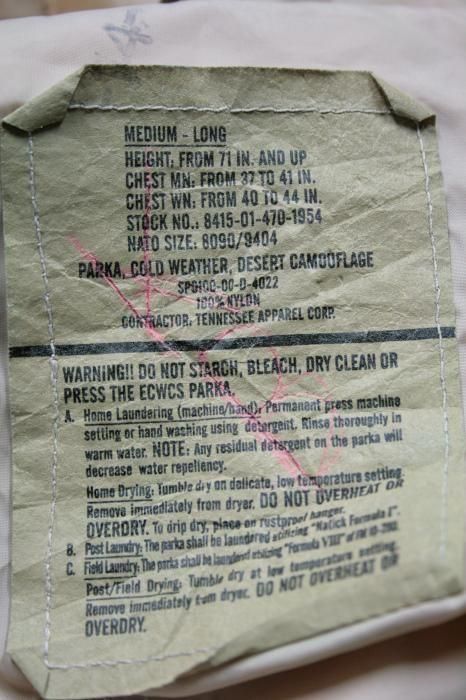 MEDIUM - LONG
HEIGHT: FROM 71 IN. AND UP
CHEST MN: FROM 37 TO 41 IN.
CHEST WN: FROM 40 TO 44 IN.
STOCK NO.: 8415-01-470-1954
NATO SIZE: 8090/9404
PARKA, COLD WEATHER, DESERT CAMOUFLAGE
SPO100-00-D-4022
100% NYLON
CONTRACTOR: TENNESSEE APPAREL CORP.
WARNING!! DO NOT STARCH, BLEACH, DRY CLEAN OR
PRESS THE ECWCS PARKA
A. Home Laundering (machine/hand): Permanent press machine
setting or hand washing using detergent. Rinse thoroughly in
warm water. NOTE: Any residual detergent on the parka will
decrease water repellency.
Home Drying: Tumble dry on delicate, low temperature setting.
Remove immediately from dryer. DO NOT OVERHEAT OR
OVERDRY. To drip dry, place on rustproof hanger.
B. Post Laundry: The parka shall be laundered utilizing "Natick Formula I".
C. Field Laundry: The parka shall be laundered utilizing "Formula VIII" of FM
Post/Field Drying: Tumble dry at low temperature setting.
Remove immediately from dryer. DO NOT OVERHEAT OR
OVERDRY.